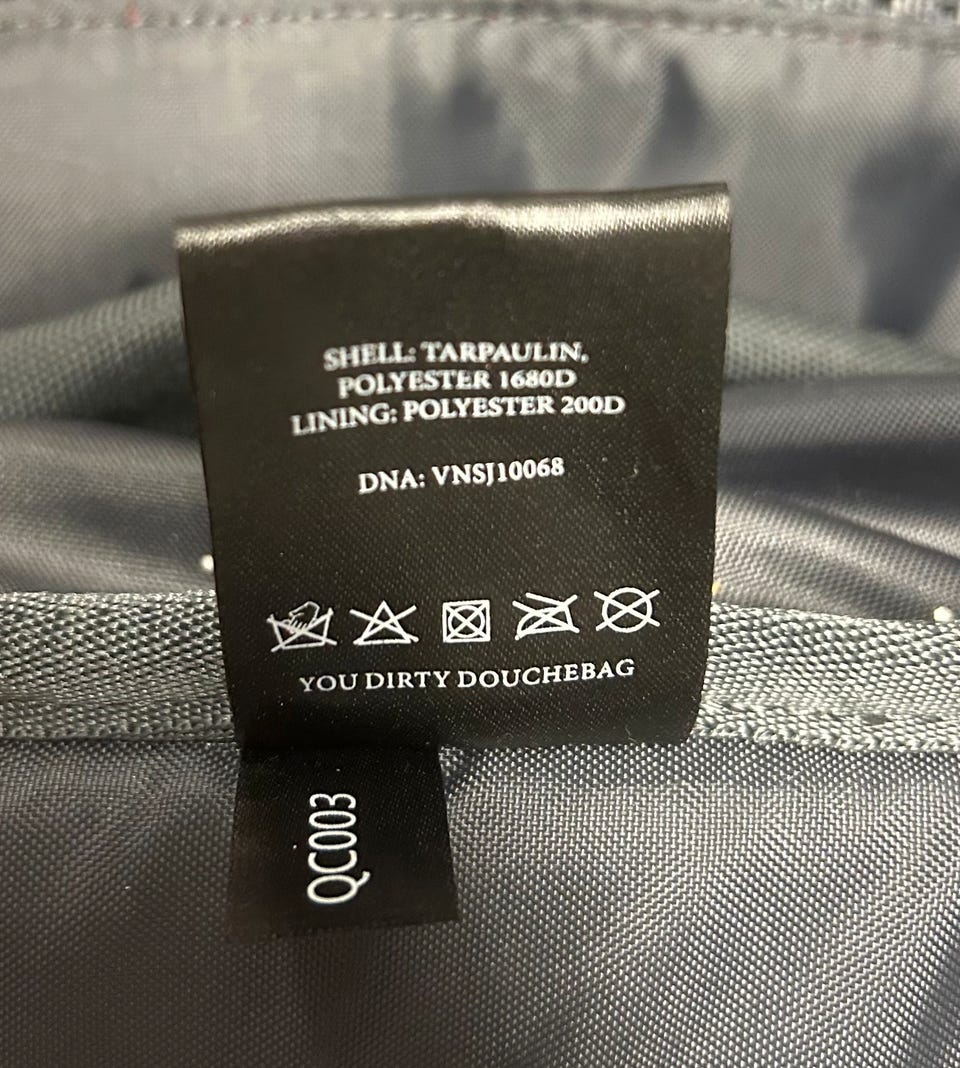 SHELL: TARPAULIN,
POLYESTER 1680D
LINING: POLYESTER 200D
DNA: VNSJ10068
YOU DIRTY DOUCHEBAG
QC003